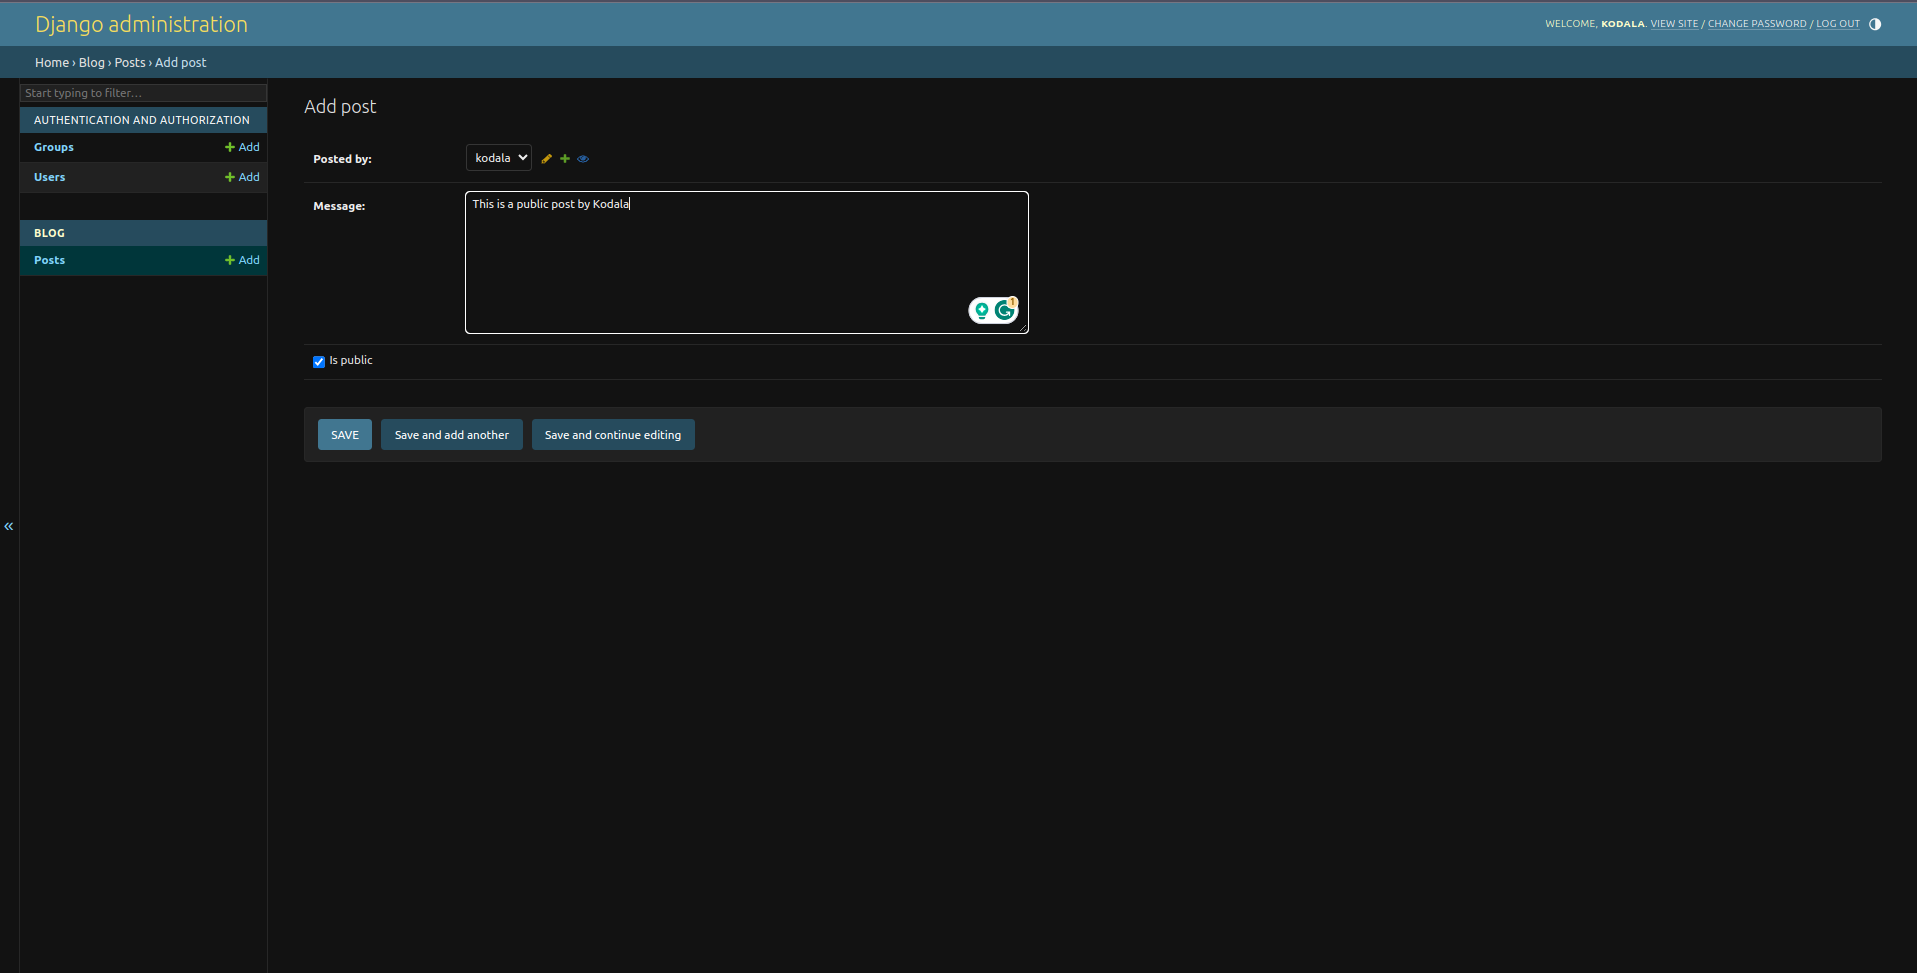 Django administration
WELCOME, KODALA. VIEW SITE / CHANGE PASSWORD / LOG OUT
Home › Blog › Posts › Add post
Start typing to filter...
AUTHENTICATION AND AUTHORIZATION
Groups + Add
Users + Add
BLOG
Posts + Add
«
Add post
Posted by: kodala
Message: This is a public post by Kodala
1
Is public
SAVE Save and add another Save and continue editing